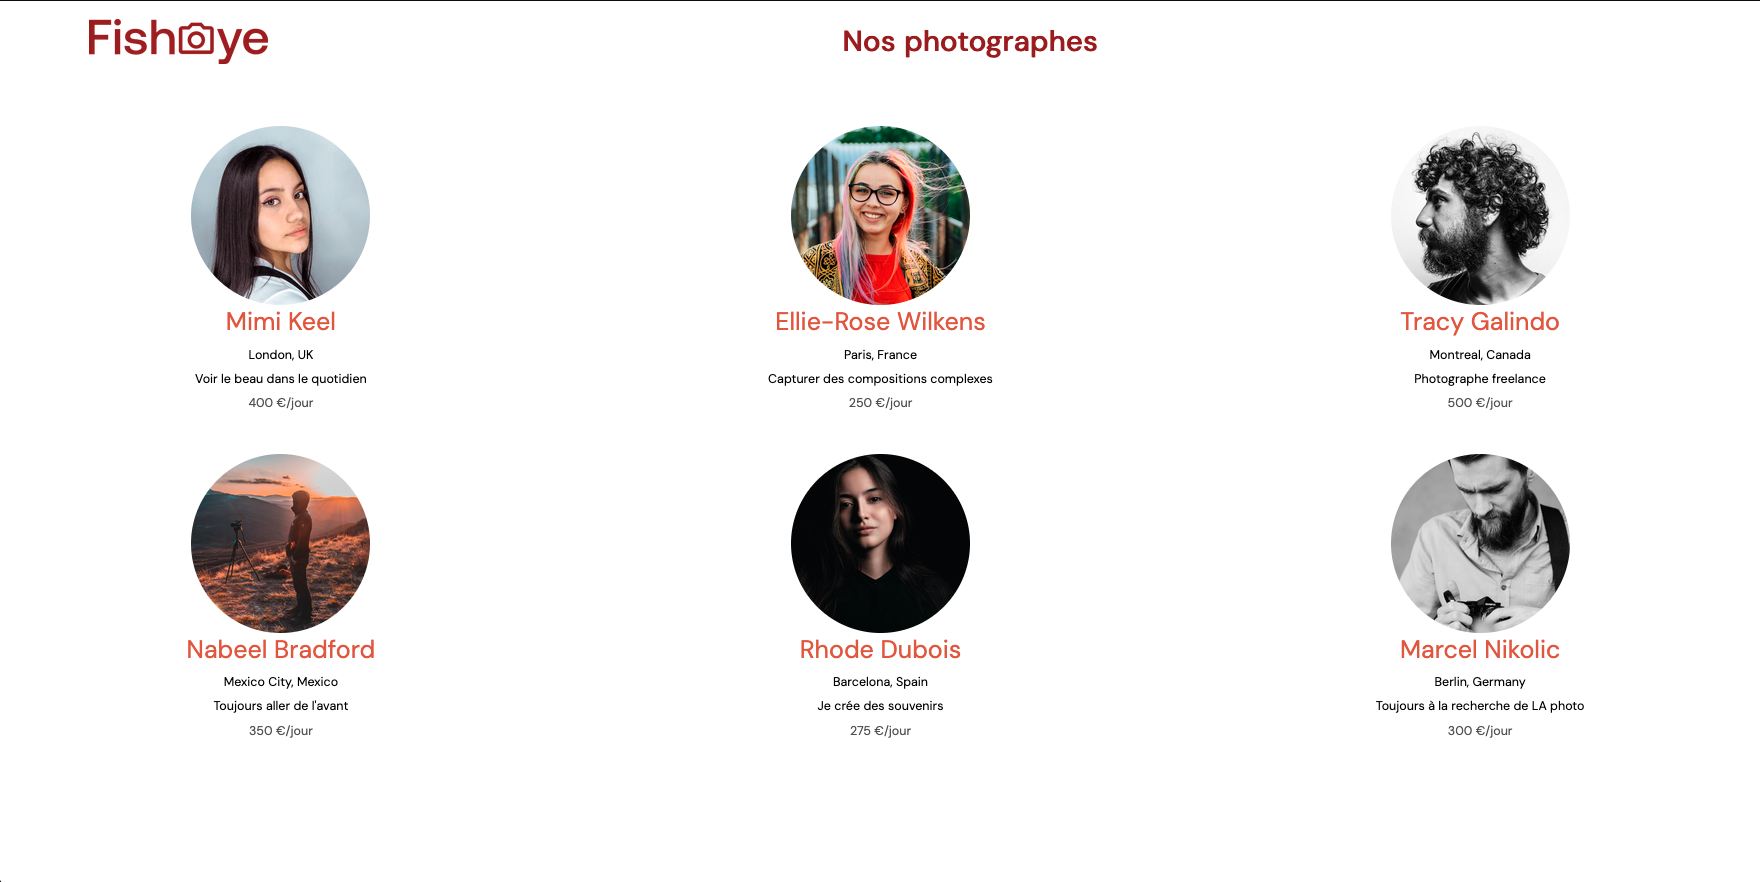 FishEye
Nos photographes
Mimi Keel
London, UK
Voir le beau dans le quotidien
400 €/jour
Ellie-Rose Wilkens
Paris, France
Capturer des compositions complexes
250 €/jour
Tracy Galindo
Montreal, Canada
Photographe freelance
500 €/jour
Nabeel Bradford
Mexico City, Mexico
Toujours aller de l'avant
350 €/jour
Rhode Dubois
Barcelona, Spain
Je crée des souvenirs
275 €/jour
Marcel Nikolic
Berlin, Germany
Toujours à la recherche de LA photo
300 €/jour